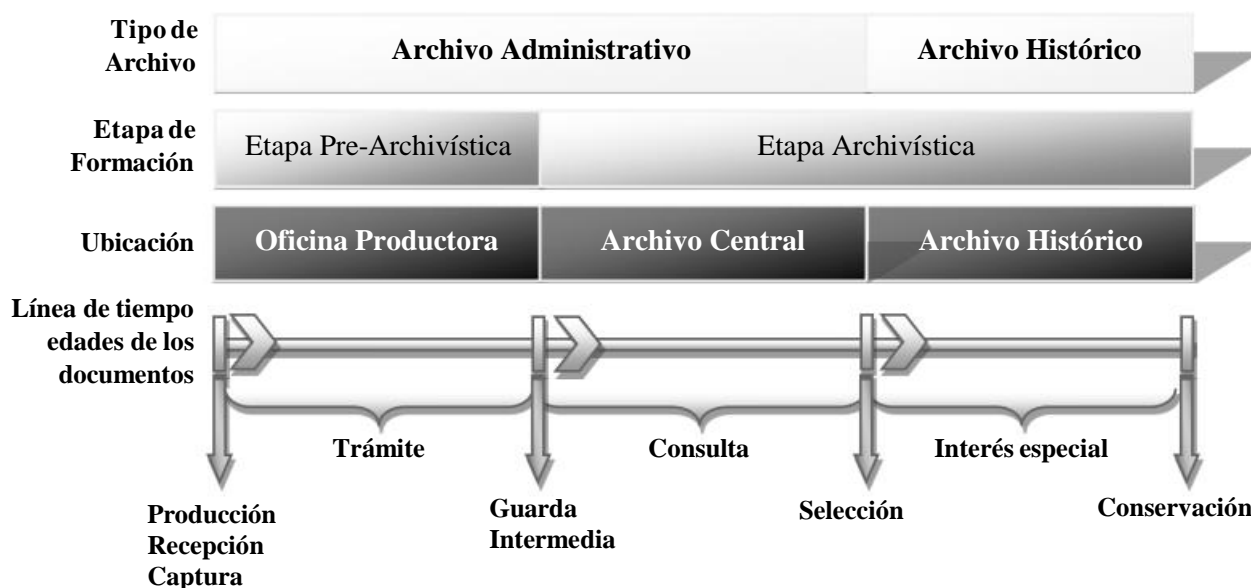 Tipo de
Archivo
Archivo Administrativo
Archivo Histórico
Etapa de
Formación
Etapa Pre-Archivística
Etapa Archivística
Ubicación
Oficina Productora
Archivo Central
Archivo Histórico
Línea de tiempo
edades de los
documentos
Trámite
Consulta
Interés especial
Producción
Recepción
Captura
Guarda
Intermedia
Selección
Conservación